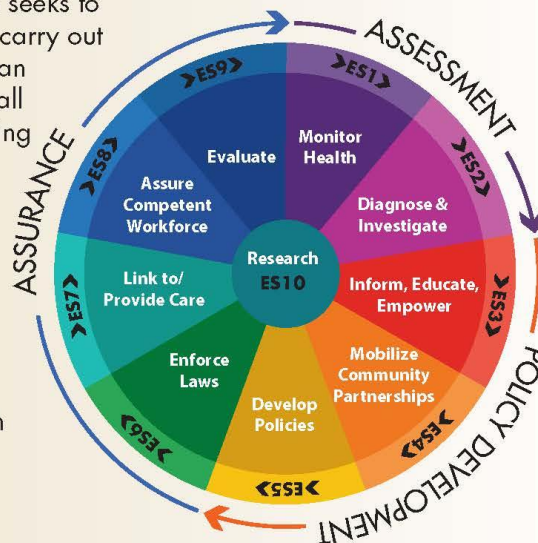 seeks to
carry out
an
all
ing
ASSESSMENT
POLICY DEVELOPMENT
ASSURANCE
ES1
Monitor
Health
ES2
Diagnose &
Investigate
ES3
Inform, Educate,
Empower
ES4
Mobilize
Community
Partnerships
ES5
Develop
Policies
ES6
Enforce
Laws
ES7
Link to/
Provide Care
ES8
Assure
Competent
Workforce
ES9
Evaluate
Research
ES10